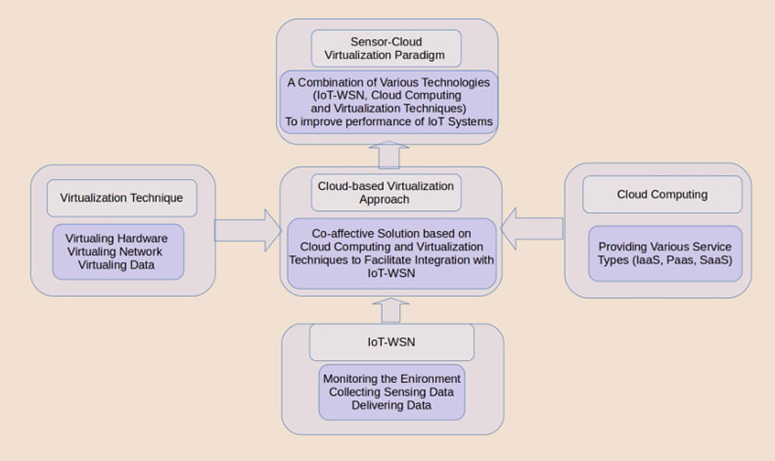 Sensor-Cloud
Virtualization Paradigm
A Combination of Various Technologies
(IoT-WSN, Cloud Computing
and Virtualization Techniques)
To improve performance of IoT Systems
Virtualization Technique
Virtualing Hardware
Virtualing Network
Virtualing Data
Cloud-based Virtualization
Approach
Co-affective Solution based on
Cloud Computing and Virtualization
Techniques to Facilitate Integration with
IoT-WSN
Cloud Computing
Providing Various Service
Types (IaaS, Paas, SaaS)
IoT-WSN
Monitoring the Enironment
Collecting Sensing Data
Delivering Data